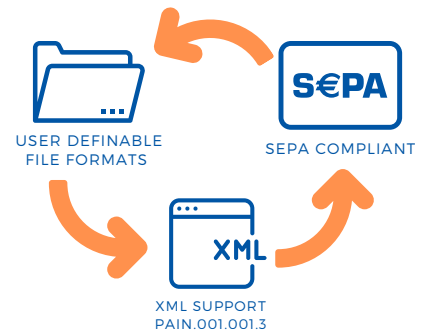 S€PA
USER DEFINABLE
FILE FORMATS
SEPA COMPLIANT
XML
XML SUPPORT
PAIN.001.001.3